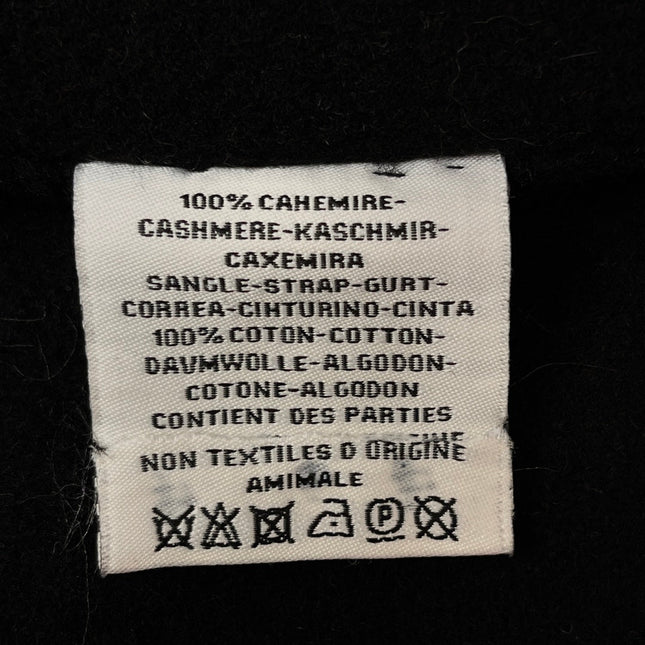 100% CAHEMIRE-
CASHMERE-KASCHMIR-
CAXEMIRA
SANGLE-STRAP-GURT-
CORREA-CIHTURINO-CINTA
100% COTON-COTTON-
DAVMWOLLE-ALGODON-
COTONE-ALGODON
CONTIENT DES PARTIES
NON TEXTILES D ORIGINE
AMIMALE
P